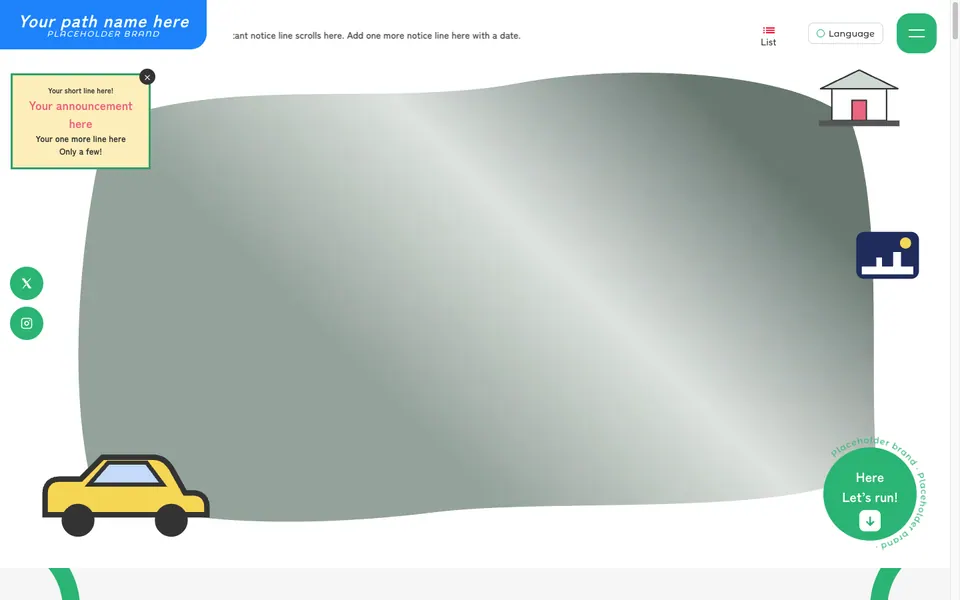 Your path name here
PLACEHOLDER BRAND
tant notice line scrolls here. Add one more notice line here with a date.
List
Language
Your short line here!
Your announcement
here
Your one more line here
Only a few!
Here
Let's run!
Placeholder brand · Placeholder brand ·